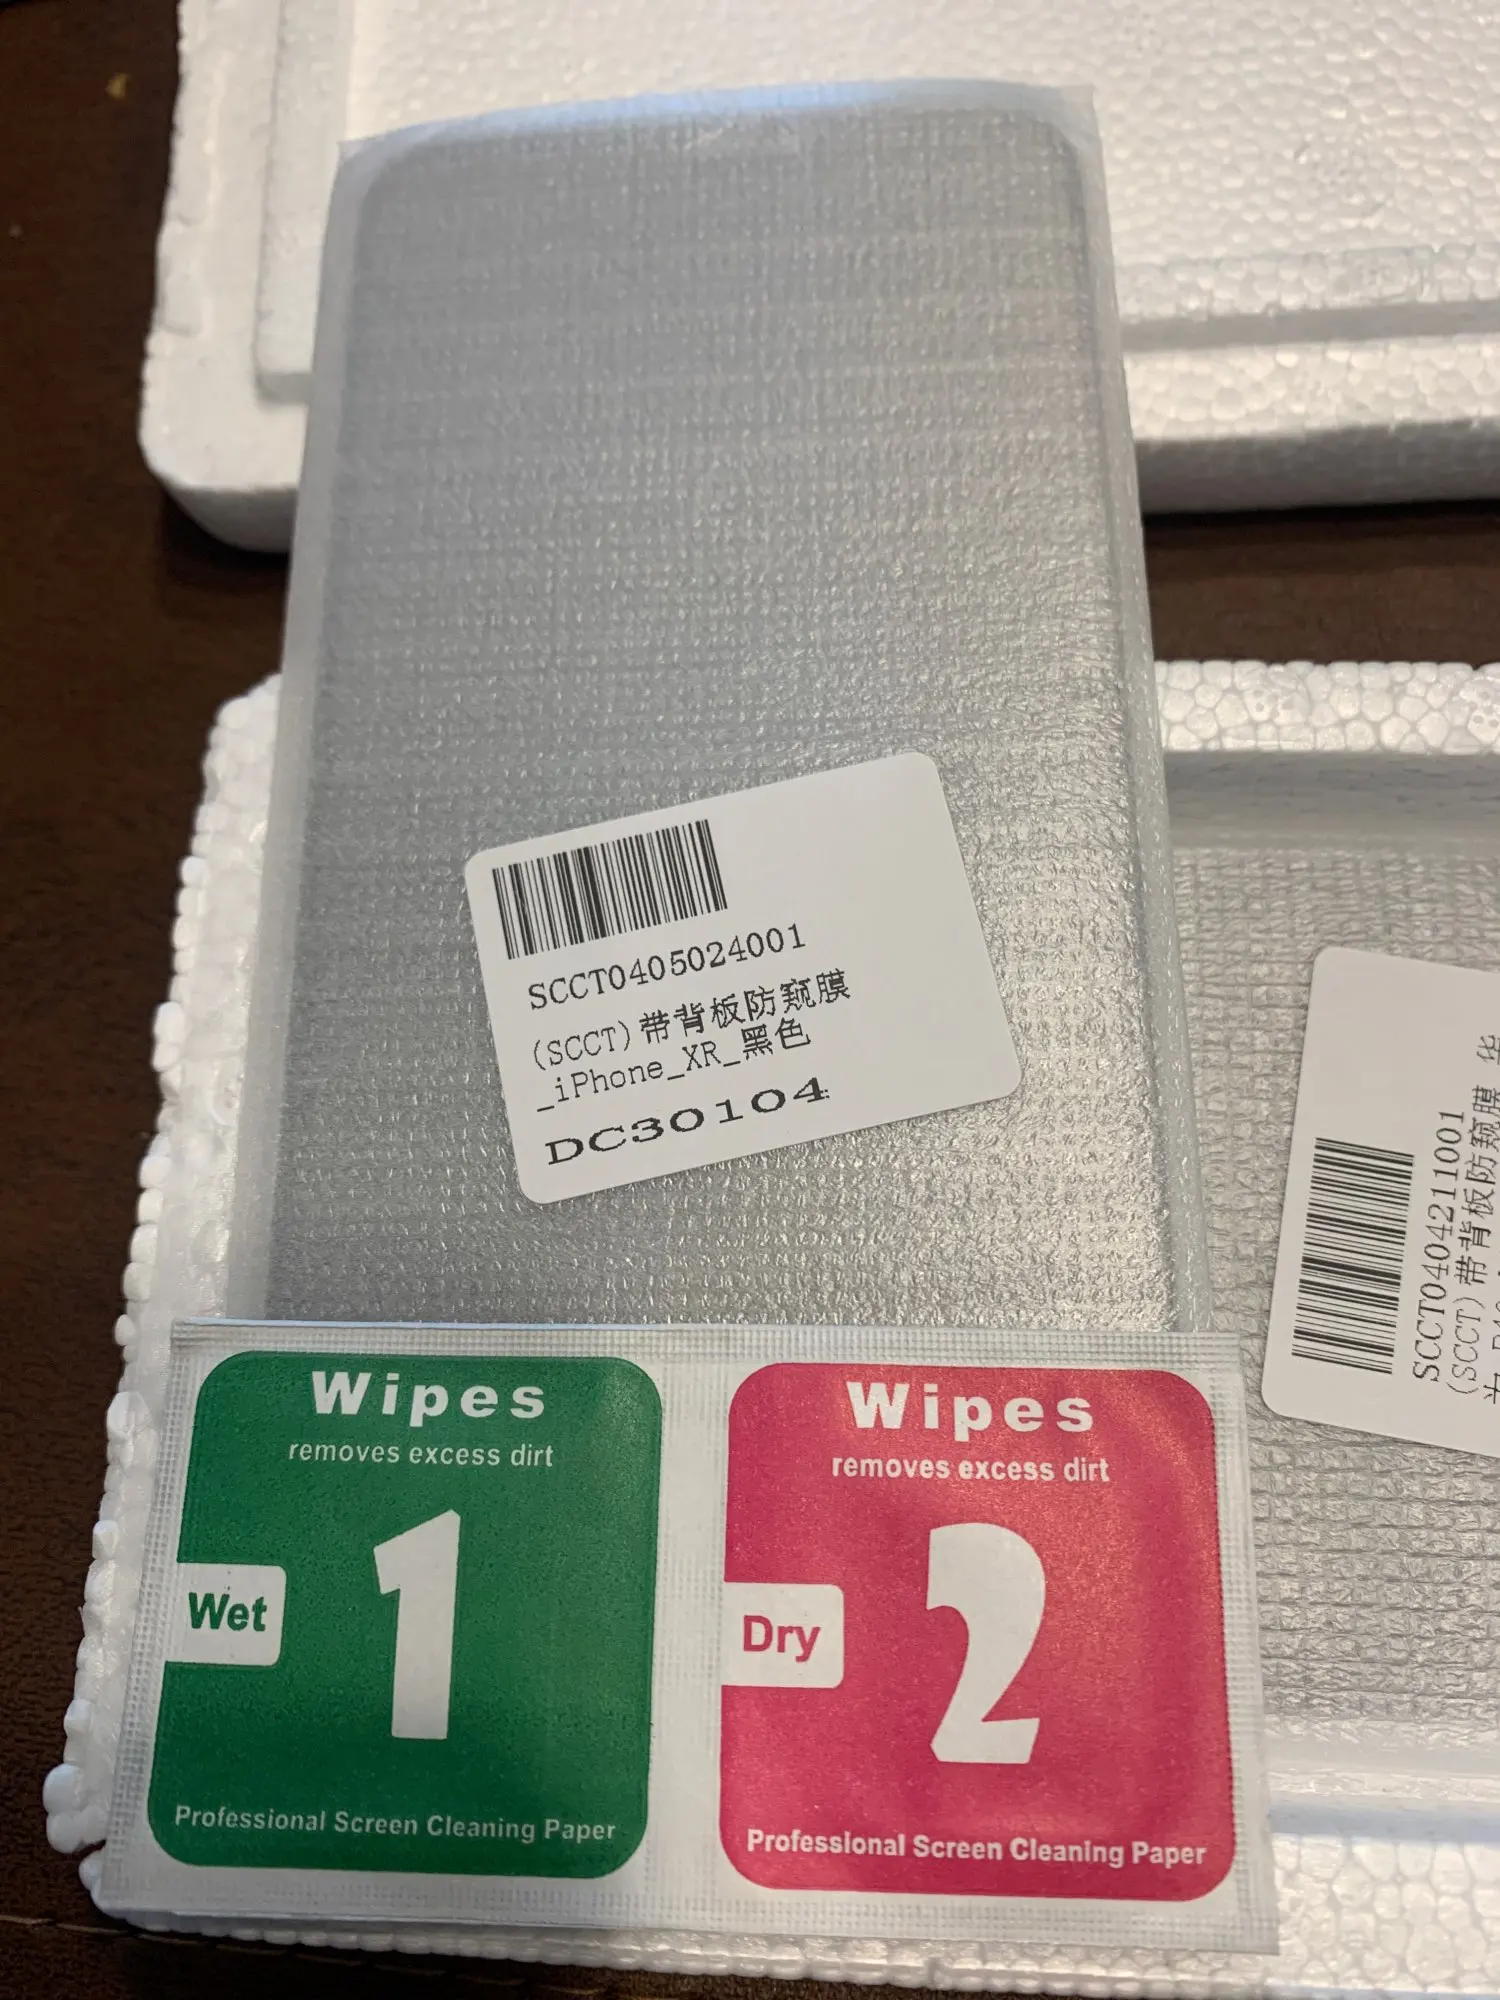 SCCT0405024001
(SCCT)带背板防窥膜
_iPhone_XR_黑色
DC30104
SCCT0404211001
(SCCT)带背板防窥膜_华
Wipes
removes excess dirt
1
Wet
Professional Screen Cleaning Paper
Wipes
removes excess dirt
2
Dry
Professional Screen Cleaning Paper